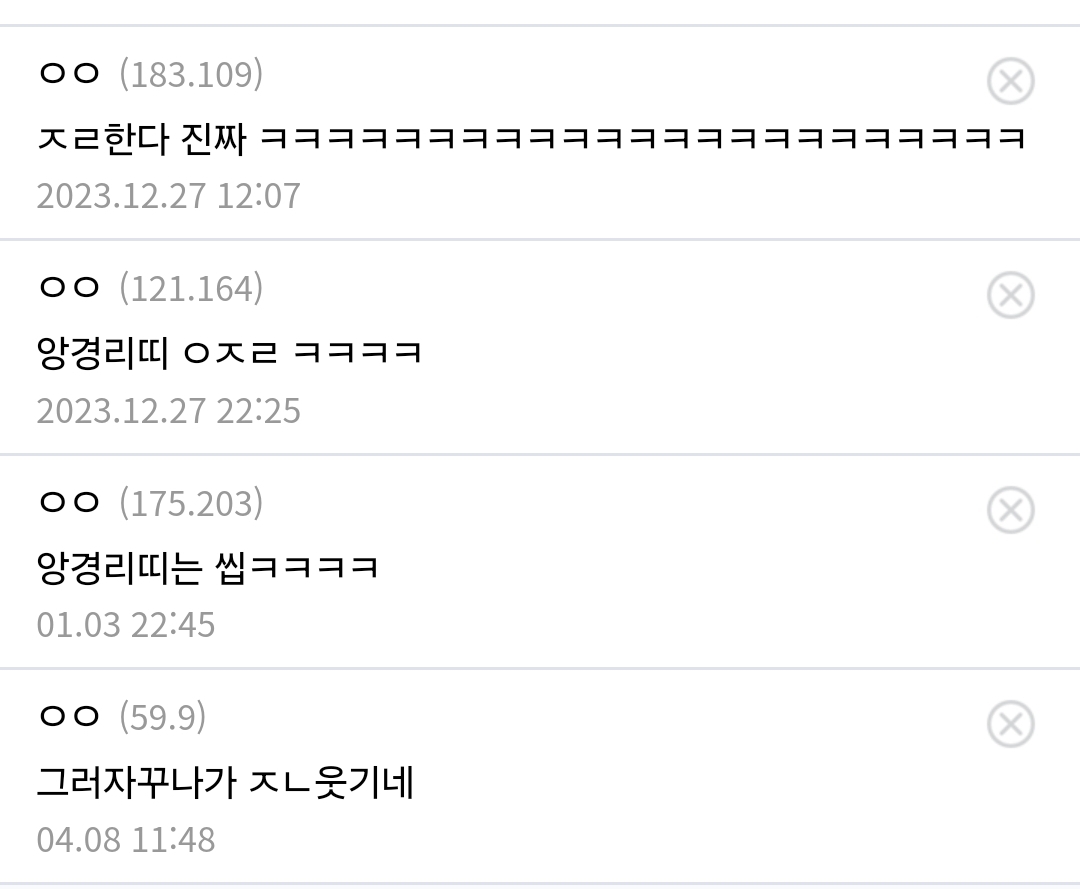 ㅇㅇ (183.109)
ㅈㄹ한다 진짜 ㅋㅋㅋㅋㅋㅋㅋㅋㅋㅋㅋㅋㅋㅋㅋㅋㅋㅋㅋㅋㅋㅋㅋ
2023.12.27 12:07
ㅇㅇ (121.164)
앙경리띠 ㅇㅈㄹ ㅋㅋㅋㅋ
2023.12.27 22:25
ㅇㅇ (175.203)
앙경리띠는 씹ㅋㅋㅋㅋ
01.03 22:45
ㅇㅇ (59.9)
그러자꾸나가 ㅈㄴ웃기네
04.08 11:48